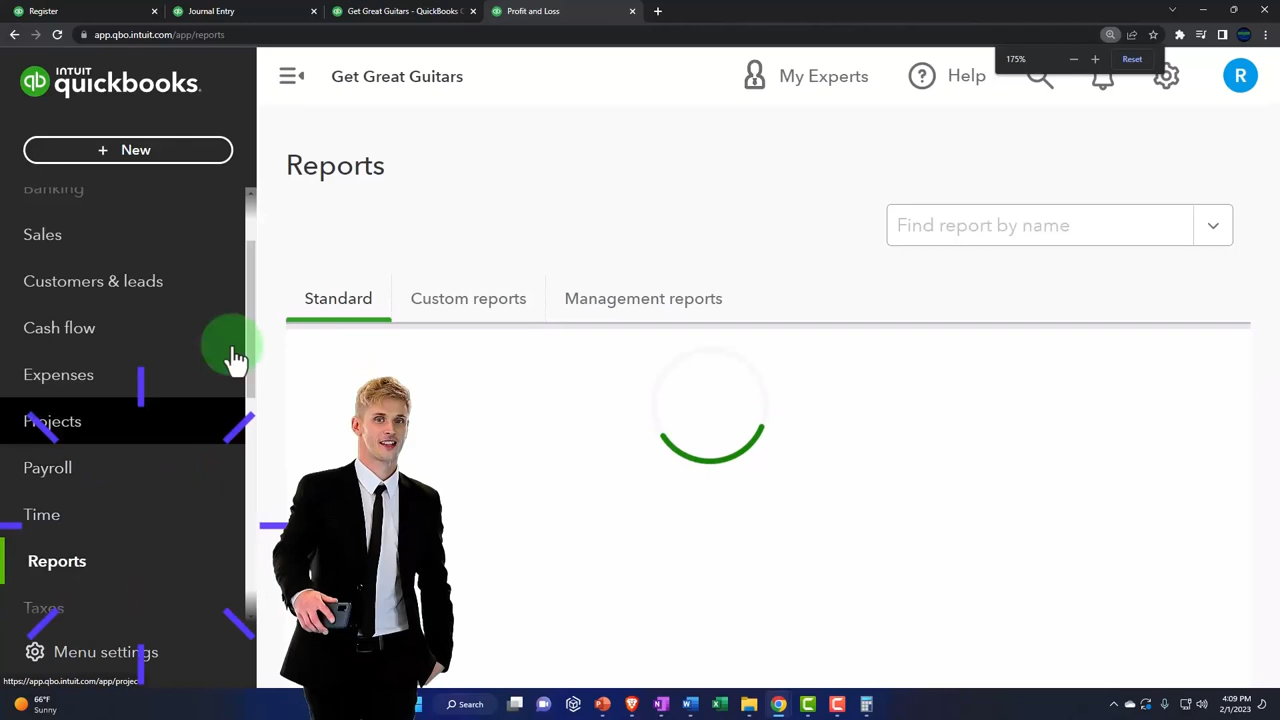 Register
Journal Entry
Get Great Guitars - QuickBooks
Profit and Loss
app.qbo.intuit.com/app/reports
175%
Reset
INTUIT
quickbooks.
Get Great Guitars
My Experts
Help
R
+ New
Reports
Find report by name
Standard
Custom reports
Management reports
Banking
Sales
Customers & leads
Cash flow
Expenses
Projects
Payroll
Time
Reports
Taxes
Menu settings
https://app.qbo.intuit.com/app/project
66°F
Sunny
Search
4:09 PM
2/1/2023